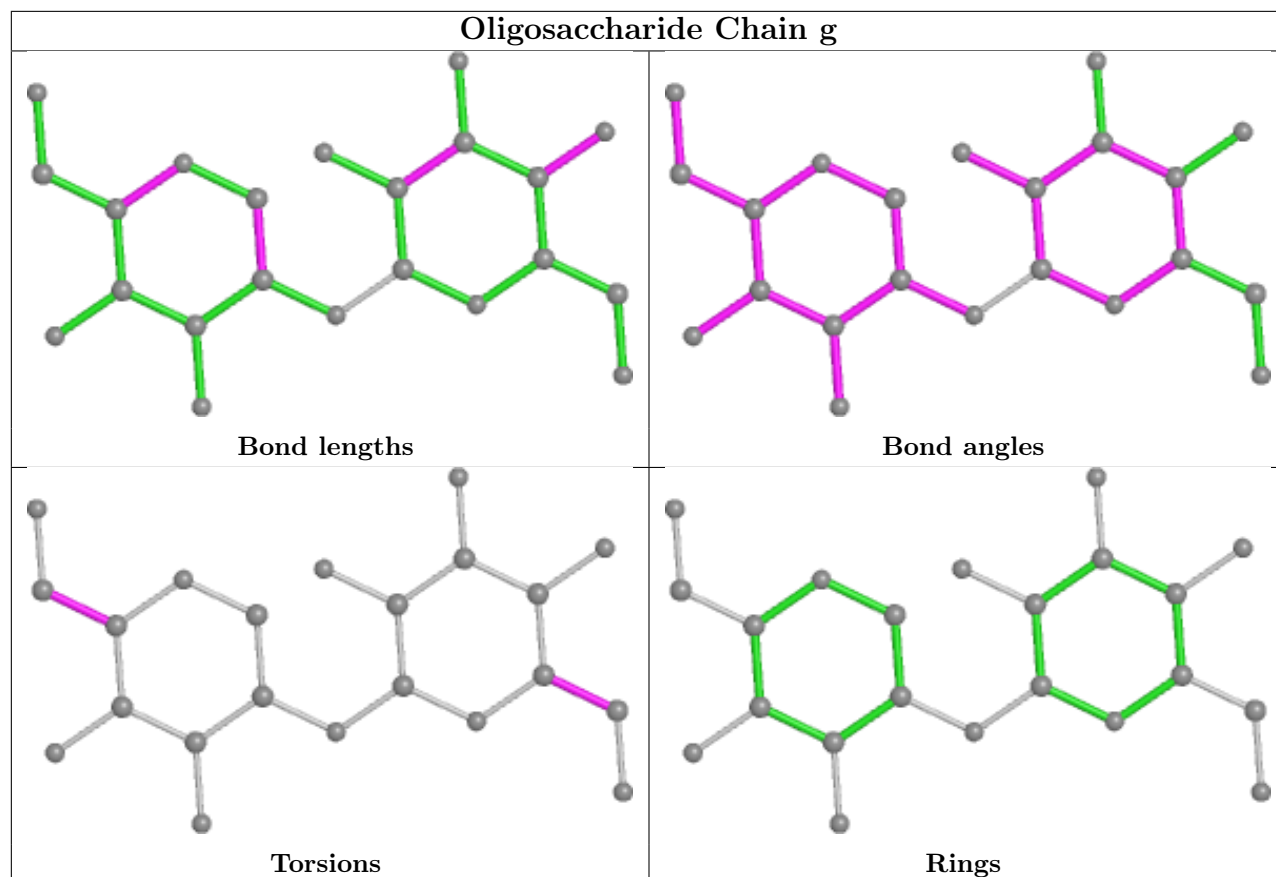 Oligosaccharide Chain g
Bond lengths
Bond angles
Torsions
Rings